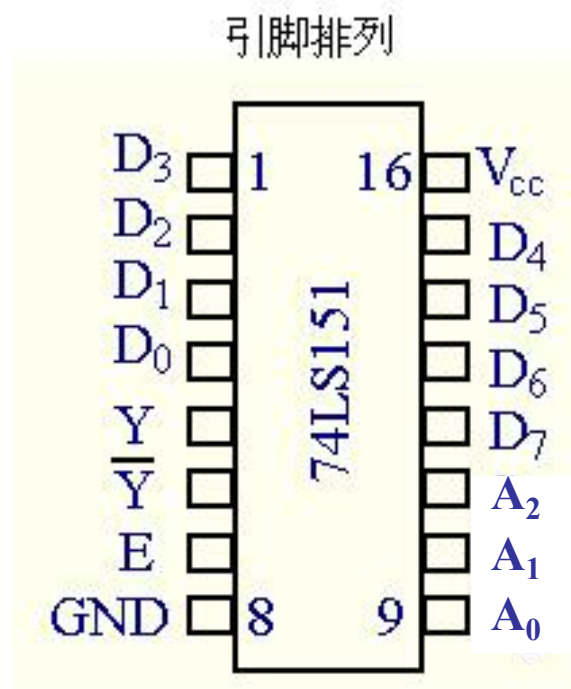 引脚排列
D₃ 1 16 Vcc
D₂ D₄
D₁ D₅
D₀ D₆
Y D₇
Y̅ A₂
E A₁
GND 8 9 A₀
74LS151